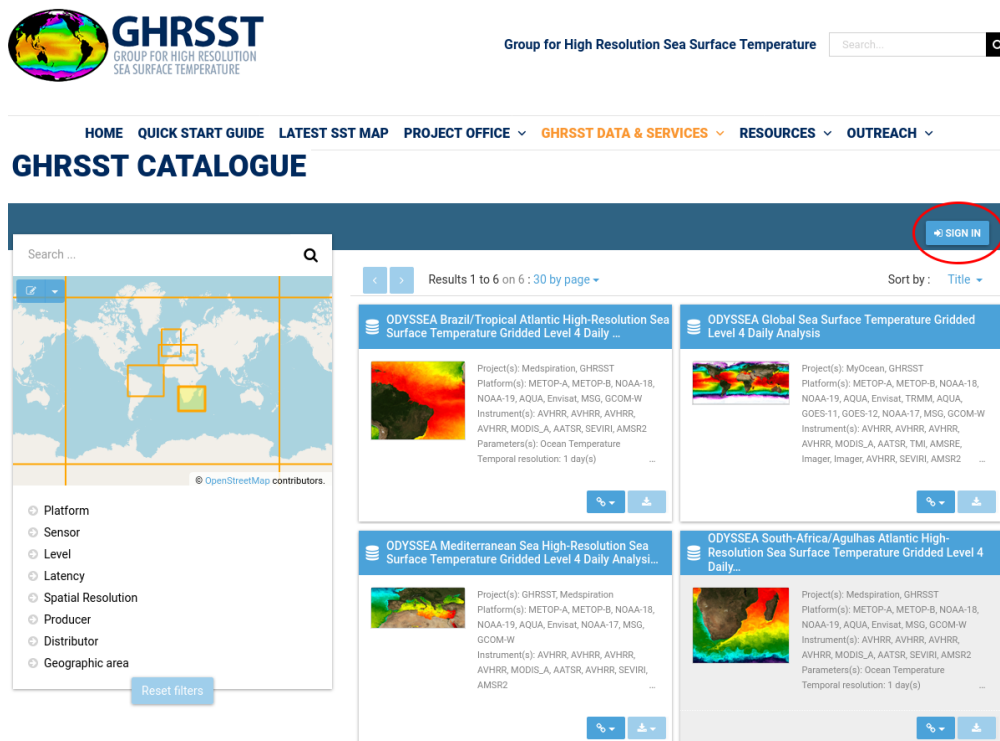 GHRSST
GROUP FOR HIGH RESOLUTION
SEA SURFACE TEMPERATURE
Group for High Resolution Sea Surface Temperature
Search...
HOME QUICK START GUIDE LATEST SST MAP PROJECT OFFICE GHRSST DATA & SERVICES RESOURCES OUTREACH
GHRSST CATALOGUE
SIGN IN
Search ...
© OpenStreetMap contributors.
Platform
Sensor
Level
Latency
Spatial Resolution
Producer
Distributor
Geographic area
Reset filters
Results 1 to 6 on 6 : 30 by page
Sort by : Title
ODYSSEA Brazil/Tropical Atlantic High-Resolution Sea
Surface Temperature Gridded Level 4 Daily ...
Project(s): Medspiration, GHRSST
Platform(s): METOP-A, METOP-B, NOAA-18,
NOAA-19, AQUA, Envisat, MSG, GCOM-W
Instrument(s): AVHRR, AVHRR, AVHRR,
AVHRR, MODIS_A, AATSR, SEVIRI, AMSR2
Parameters(s): Ocean Temperature
Temporal resolution: 1 day(s)
...
ODYSSEA Global Sea Surface Temperature Gridded
Level 4 Daily Analysis
Project(s): MyOcean, GHRSST
Platform(s): METOP-A, METOP-B, NOAA-18,
NOAA-19, AQUA, Envisat, TRMM, AQUA,
GOES-11, GOES-12, NOAA-17, MSG, GCOM-W
Instrument(s): AVHRR, AVHRR, AVHRR,
AVHRR, MODIS_A, AATSR, TMI, AMSRE,
Imager, Imager, AVHRR, SEVIRI, AMSR2 ...
ODYSSEA Mediterranean Sea High-Resolution Sea
Surface Temperature Gridded Level 4 Daily Analysi...
Project(s): GHRSST, Medspiration
Platform(s): METOP-A, METOP-B, NOAA-18,
NOAA-19, AQUA, Envisat, NOAA-17, MSG,
GCOM-W
Instrument(s): AVHRR, AVHRR, AVHRR,
AVHRR, MODIS_A, AATSR, AVHRR, SEVIRI,
AMSR2 ...
ODYSSEA South-Africa/Agulhas Atlantic High-
Resolution Sea Surface Temperature Gridded Level 4
Daily...
Project(s): Medspiration, GHRSST
Platform(s): METOP-A, METOP-B, NOAA-18,
NOAA-19, AQUA, Envisat, MSG, GCOM-W
Instrument(s): AVHRR, AVHRR, AVHRR,
AVHRR, MODIS_A, AATSR, SEVIRI, AMSR2
Parameters(s): Ocean Temperature
Temporal resolution: 1 day(s) ...